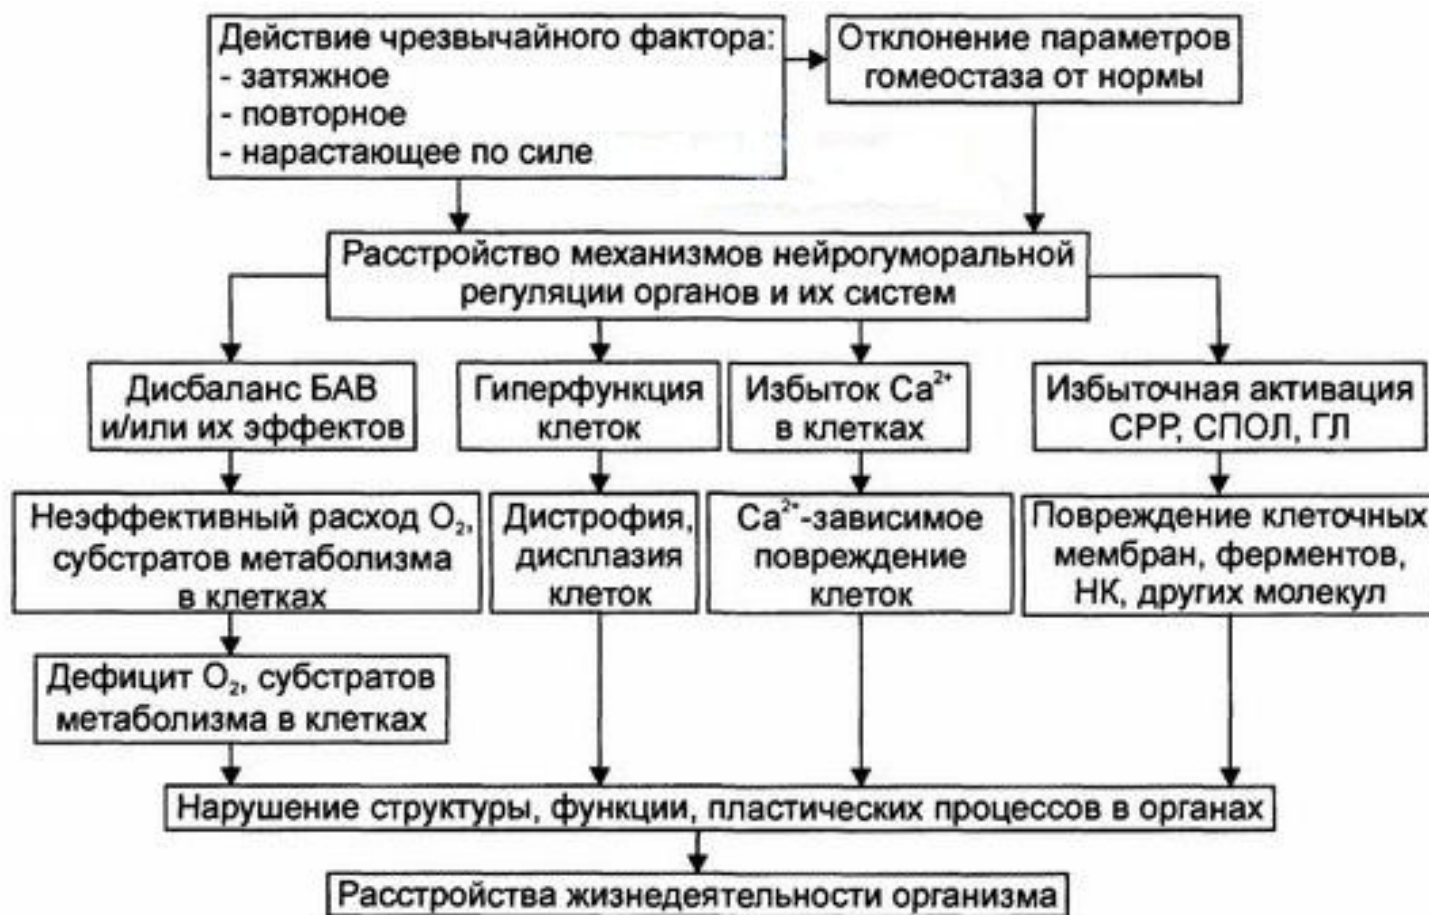 Действие чрезвычайного фактора:
- затяжное
- повторное
- нарастающее по силе
Отклонение параметров
гомеостаза от нормы
Расстройство механизмов нейрогуморальной
регуляции органов и их систем
Дисбаланс БАВ
и/или их эффектов
Гиперфункция
клеток
Избыток Ca²⁺
в клетках
Избыточная активация
СРР, СПОЛ, ГЛ
Неэффективный расход O₂,
субстратов метаболизма
в клетках
Дистрофия,
дисплазия
клеток
Ca²⁺-зависимое
повреждение
клеток
Повреждение клеточных
мембран, ферментов,
НК, других молекул
Дефицит O₂, субстратов
метаболизма в клетках
Нарушение структуры, функции, пластических процессов в органах
Расстройства жизнедеятельности организма